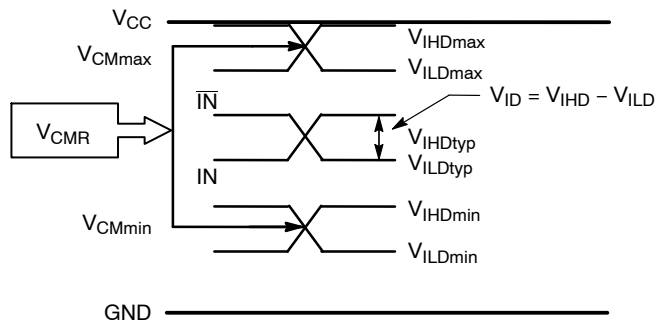 VCC
VCMmax
VIHDmax
VILDmax
IN
VID = VIHD − VILD
VCMR
VIHDtyp
VILDtyp
IN
VCMmin
VIHDmin
VILDmin
GND